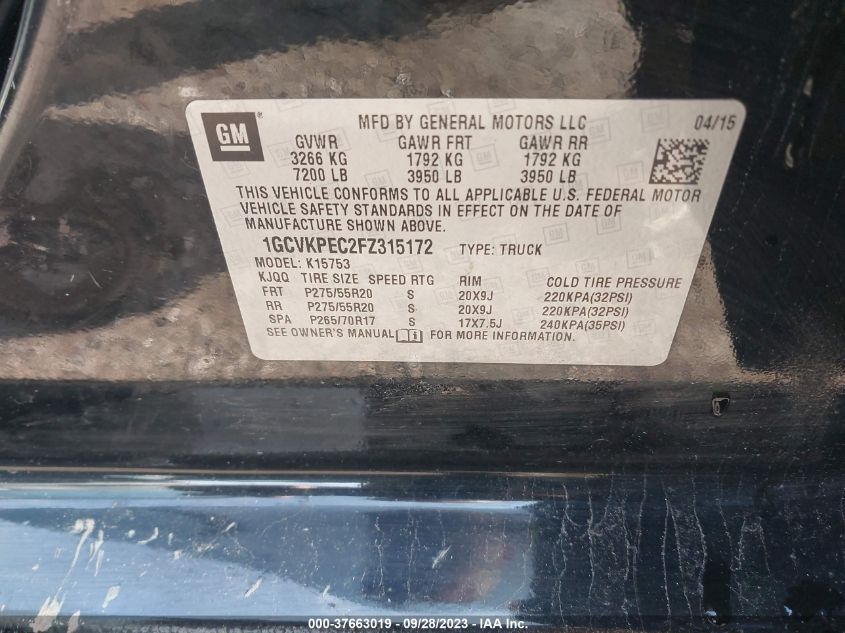 GM
MFD BY GENERAL MOTORS LLC
04/15
GVWR GAWR FRT GAWR RR
3266 KG 1792 KG 1792 KG
7200 LB 3950 LB 3950 LB
THIS VEHICLE CONFORMS TO ALL APPLICABLE U.S. FEDERAL MOTOR
VEHICLE SAFETY STANDARDS IN EFFECT ON THE DATE OF
MANUFACTURE SHOWN ABOVE.
1GCVKPEC2FZ315172 TYPE: TRUCK
MODEL: K15753
KJQQ TIRE SIZE SPEED RTG RIM COLD TIRE PRESSURE
FRT P275/55R20 S 20X9J 220KPA(32PSI)
RR P275/55R20 S 20X9J 220KPA(32PSI)
SPA P265/70R17 S 17X7.5J 240KPA(35PSI)
SEE OWNER'S MANUAL FOR MORE INFORMATION.
000-37663019 - 09/28/2023 - IAA Inc.